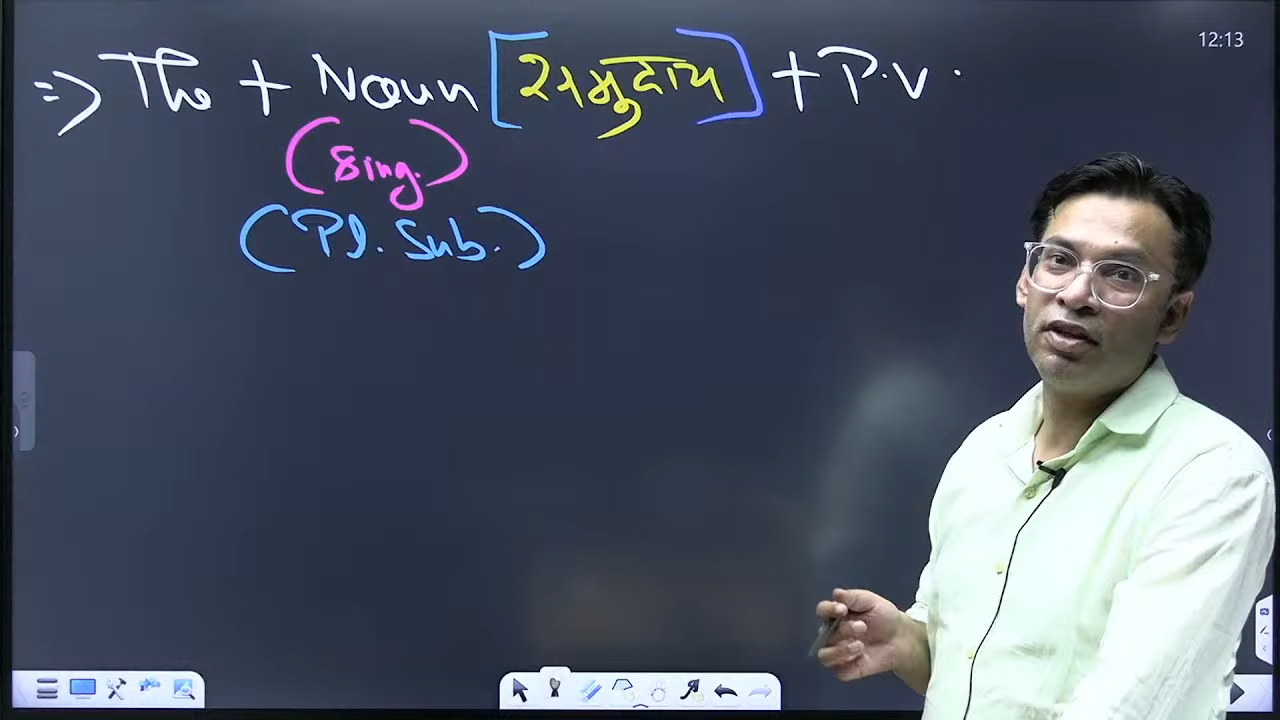 12:13
⇒ The + Noun [समुदाय] + P.V.
(Sing.)
(Pl. Sub.)